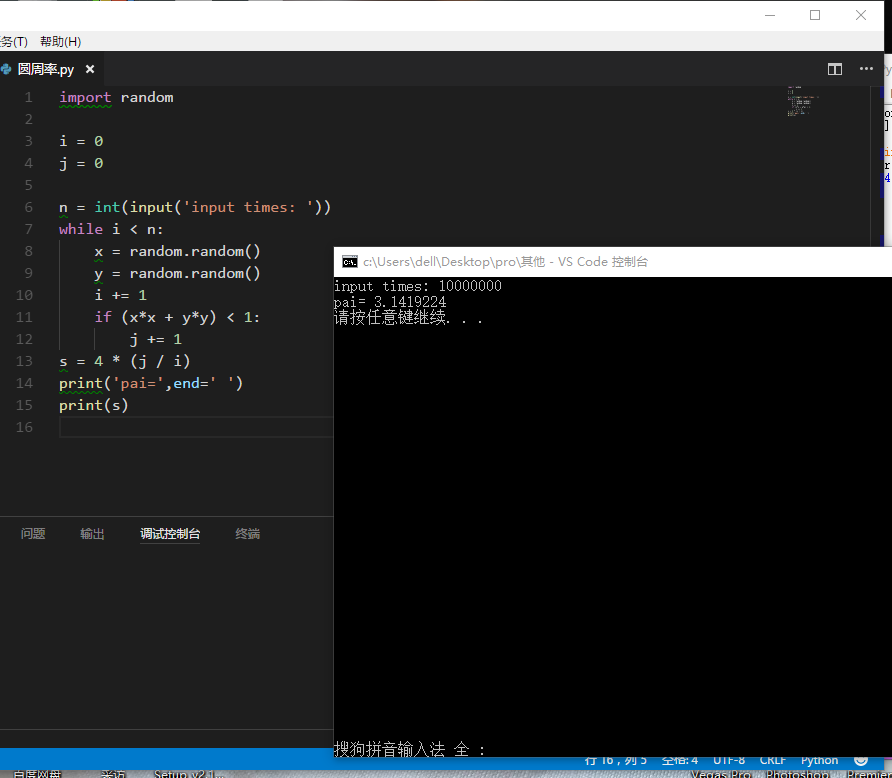 务(T) 帮助(H)
圆周率.py
1 import random
2
3 i = 0
4 j = 0
5
6 n = int(input('input times: '))
7 while i < n:
8 x = random.random()
9 y = random.random()
10 i += 1
11 if (x*x + y*y) < 1:
12 j += 1
13 s = 4 * (j / i)
14 print('pai=',end=' ')
15 print(s)
16
c:\Users\dell\Desktop\pro\其他 - VS Code 控制台
input times: 10000000
pai= 3.1419224
请按任意键继续. . .
问题 输出 调试控制台 终端
搜狗拼音输入法 全 :
行 16，列 5 空格: 4 UTF-8 CRLF Python
百度网盘 采访 Setup v2.1... Vegas Pro Photoshop Premier